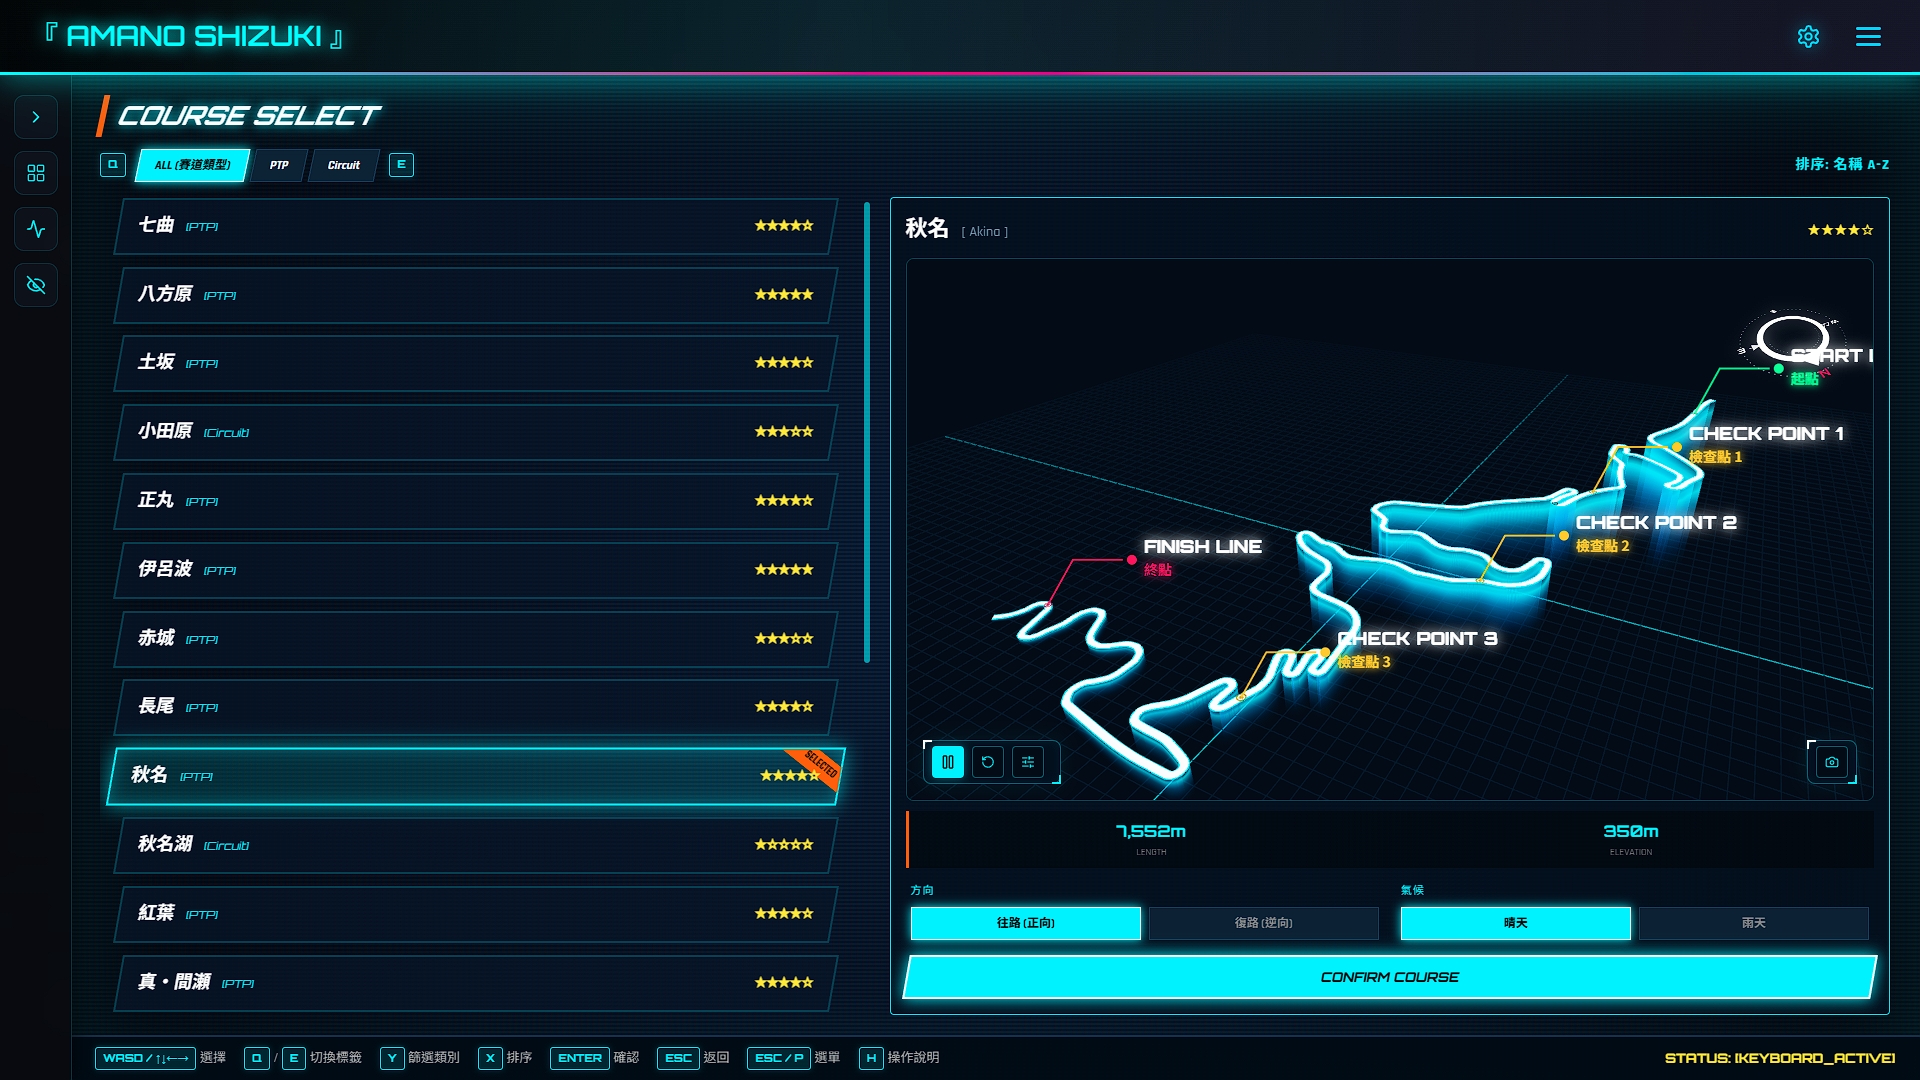 『 AMANO SHIZUKI 』
COURSE SELECT
Q
ALL (賽道類型)
PTP
Circuit
E
排序: 名稱 A-Z
七曲 [PTP] ★★★★☆
八方原 [PTP] ★★★★★
土坂 [PTP] ★★★★☆
小田原 [Circuit] ★★★☆☆
正丸 [PTP] ★★★★☆
伊呂波 [PTP] ★★★★★
赤城 [PTP] ★★★☆☆
長尾 [PTP] ★★★★☆
秋名 [PTP] ★★★★☆
SELECTED
秋名湖 [Circuit] ★☆☆☆☆
紅葉 [PTP] ★★★★☆
真・間瀬 [PTP] ★★★★☆
秋名 [ Akina ] ★★★★☆
START L
起點
N
CHECK POINT 1
檢查點 1
CHECK POINT 2
檢查點 2
FINISH LINE
終點
CHECK POINT 3
檢查點 3
7,552m
LENGTH
350m
ELEVATION
方向
往路 (正向)
復路 (逆向)
氣候
晴天
雨天
CONFIRM COURSE
WASD / ↑↓←→ 選擇
Q / E 切換標籤
Y 篩選類別
X 排序
ENTER 確認
ESC 返回
ESC / P 選單
H 操作說明
STATUS: [KEYBOARD_ACTIVE]